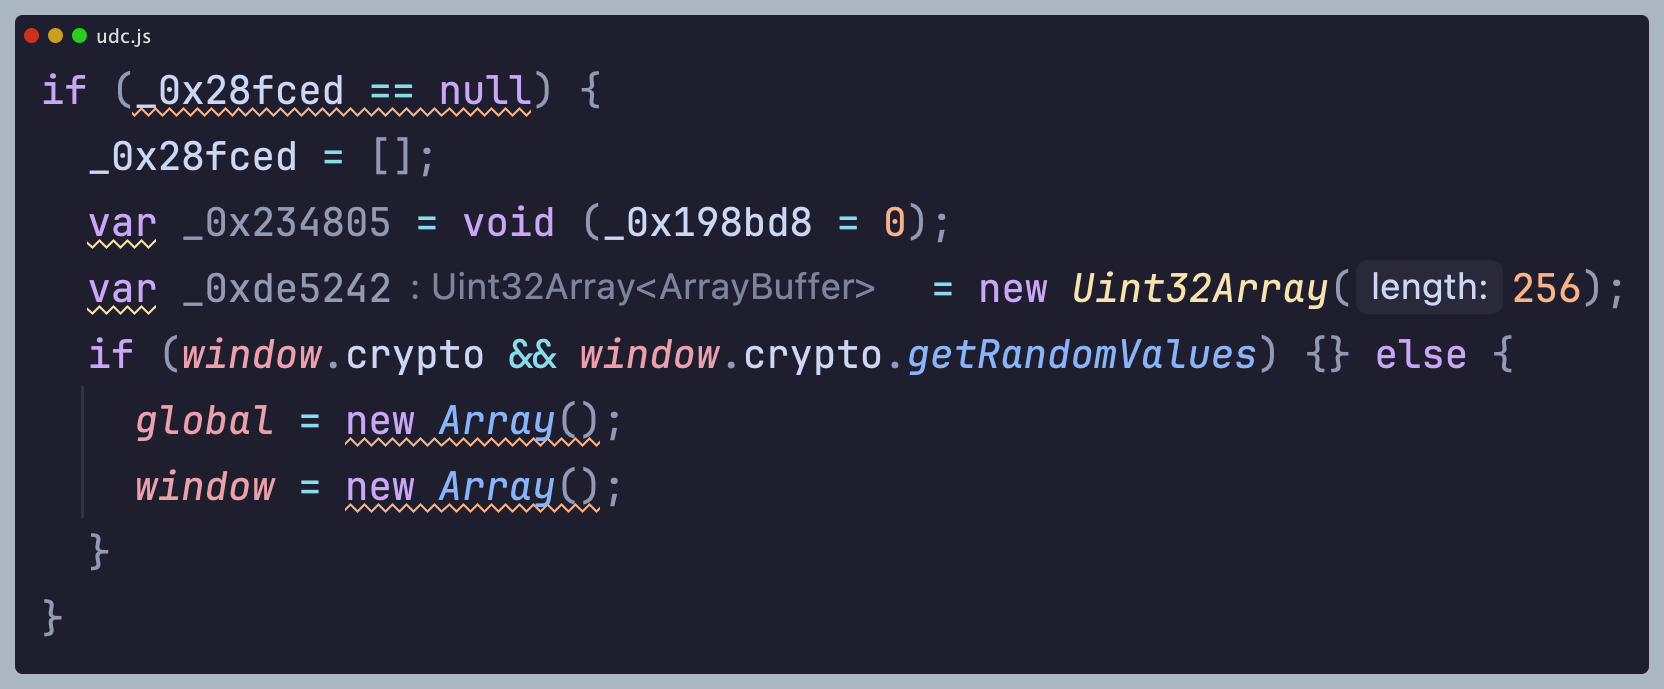 udc.js
if (_0x28fced == null) {
  _0x28fced = [];
  var _0x234805 = void (_0x198bd8 = 0);
  var _0xde5242 : Uint32Array<ArrayBuffer> = new Uint32Array( length: 256);
  if (window.crypto && window.crypto.getRandomValues) {} else {
    global = new Array();
    window = new Array();
  }
}